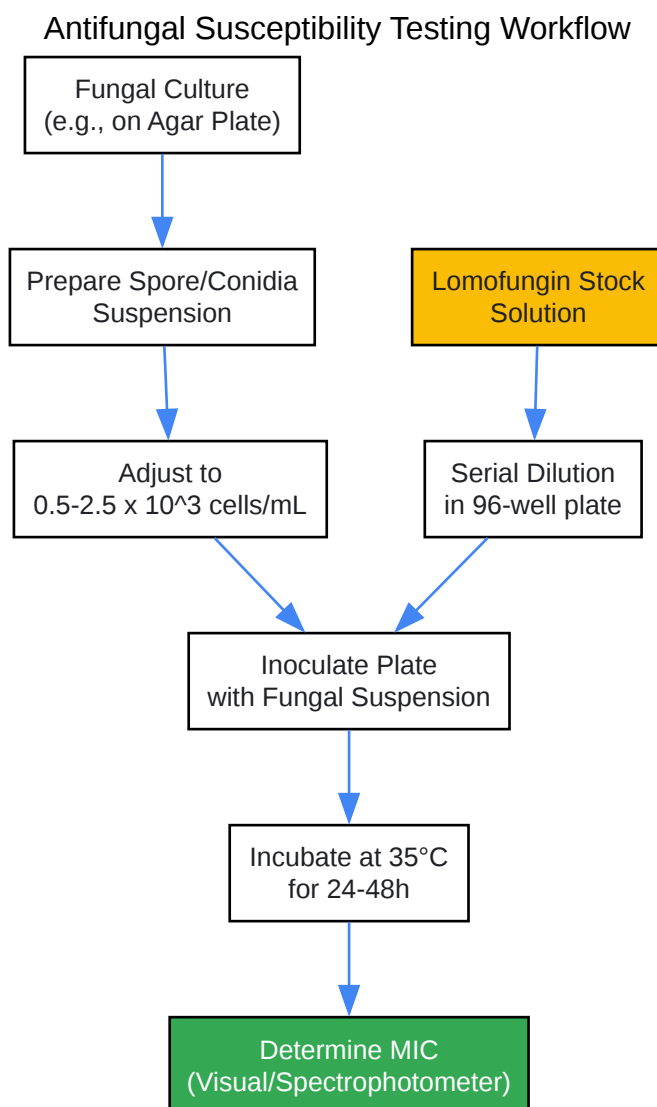 Antifungal Susceptibility Testing Workflow
Fungal Culture
(e.g., on Agar Plate)
Prepare Spore/Conidia
Suspension
Lomofungin Stock
Solution
Adjust to
0.5-2.5 x 10^3 cells/mL
Serial Dilution
in 96-well plate
Inoculate Plate
with Fungal Suspension
Incubate at 35°C
for 24-48h
Determine MIC
(Visual/Spectrophotometer)